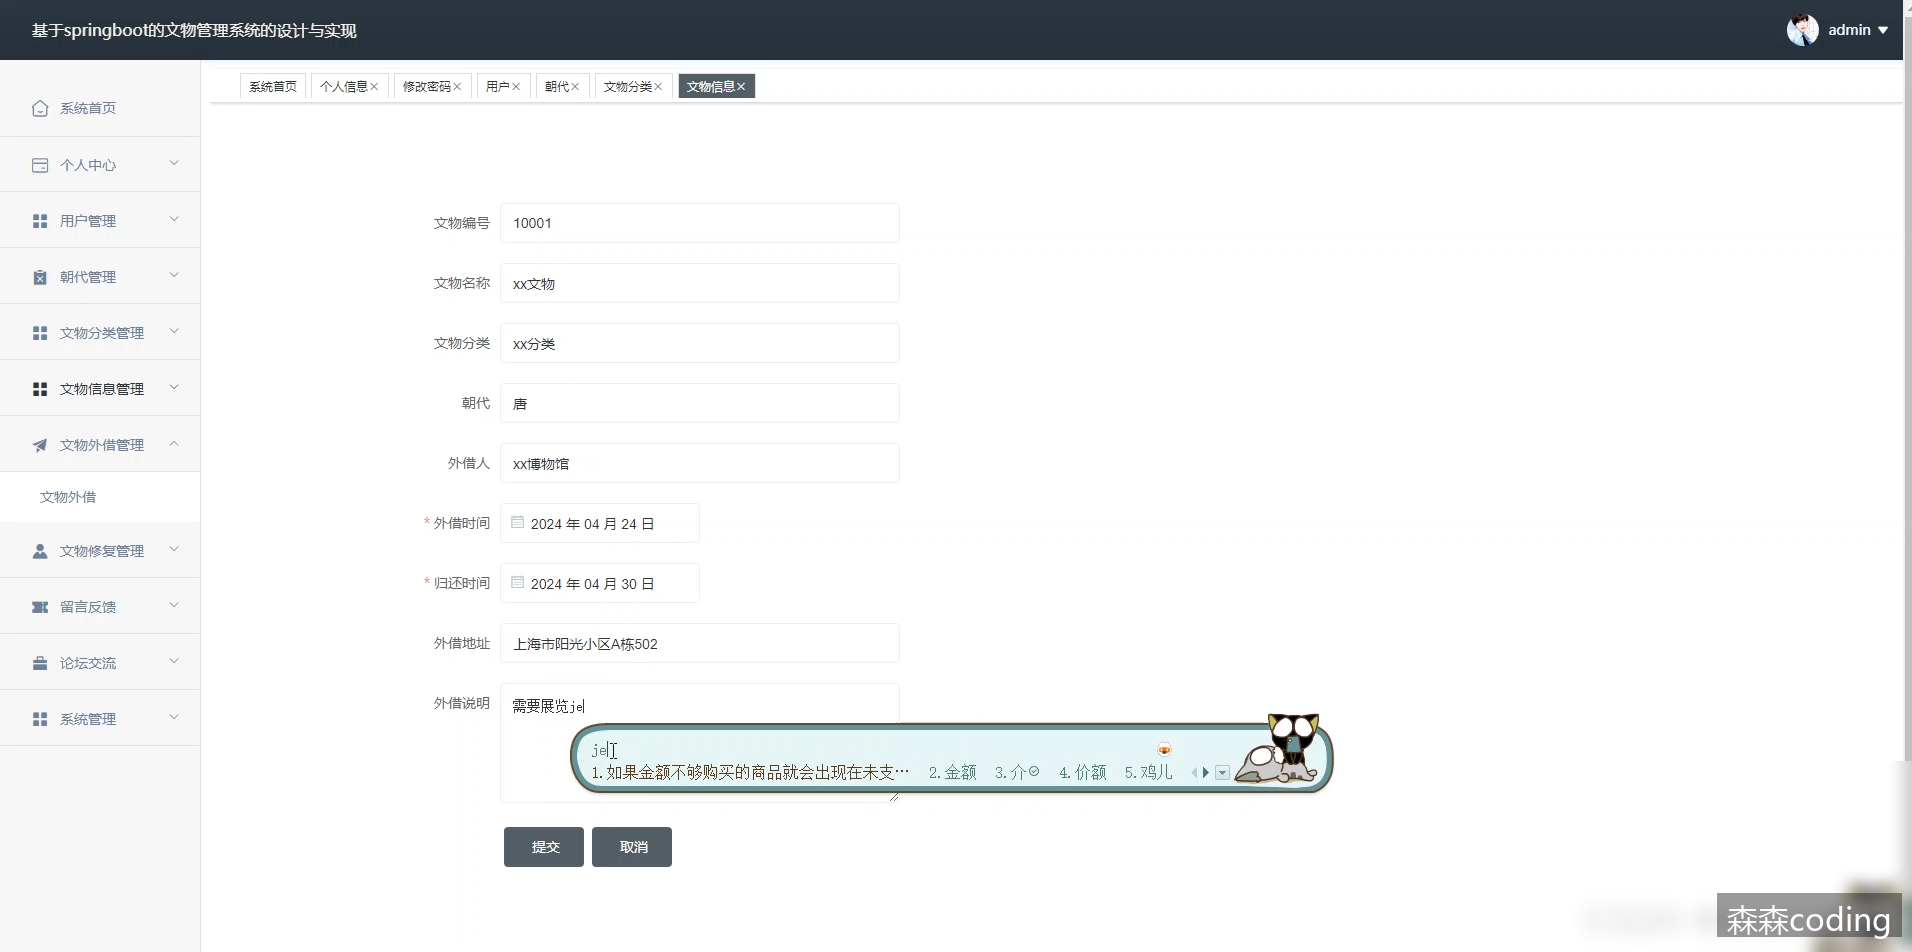 基于springboot的文物管理系统的设计与实现
admin
系统首页
个人信息
修改密码
用户
朝代
文物分类
文物信息
系统首页
个人中心
用户管理
朝代管理
文物分类管理
文物信息管理
文物外借管理
文物外借
文物修复管理
留言反馈
论坛交流
系统管理
文物编号 10001
文物名称 xx文物
文物分类 xx分类
朝代 唐
外借人 xx博物馆
* 外借时间 2024 年 04 月 24 日
* 归还时间 2024 年 04 月 30 日
外借地址 上海市阳光小区A栋502
外借说明 需要展览je
je
1.如果金额不够购买的商品就会出现在未支… 2.金额 3.介 4.价额 5.鸡儿
提交 取消
森森coding